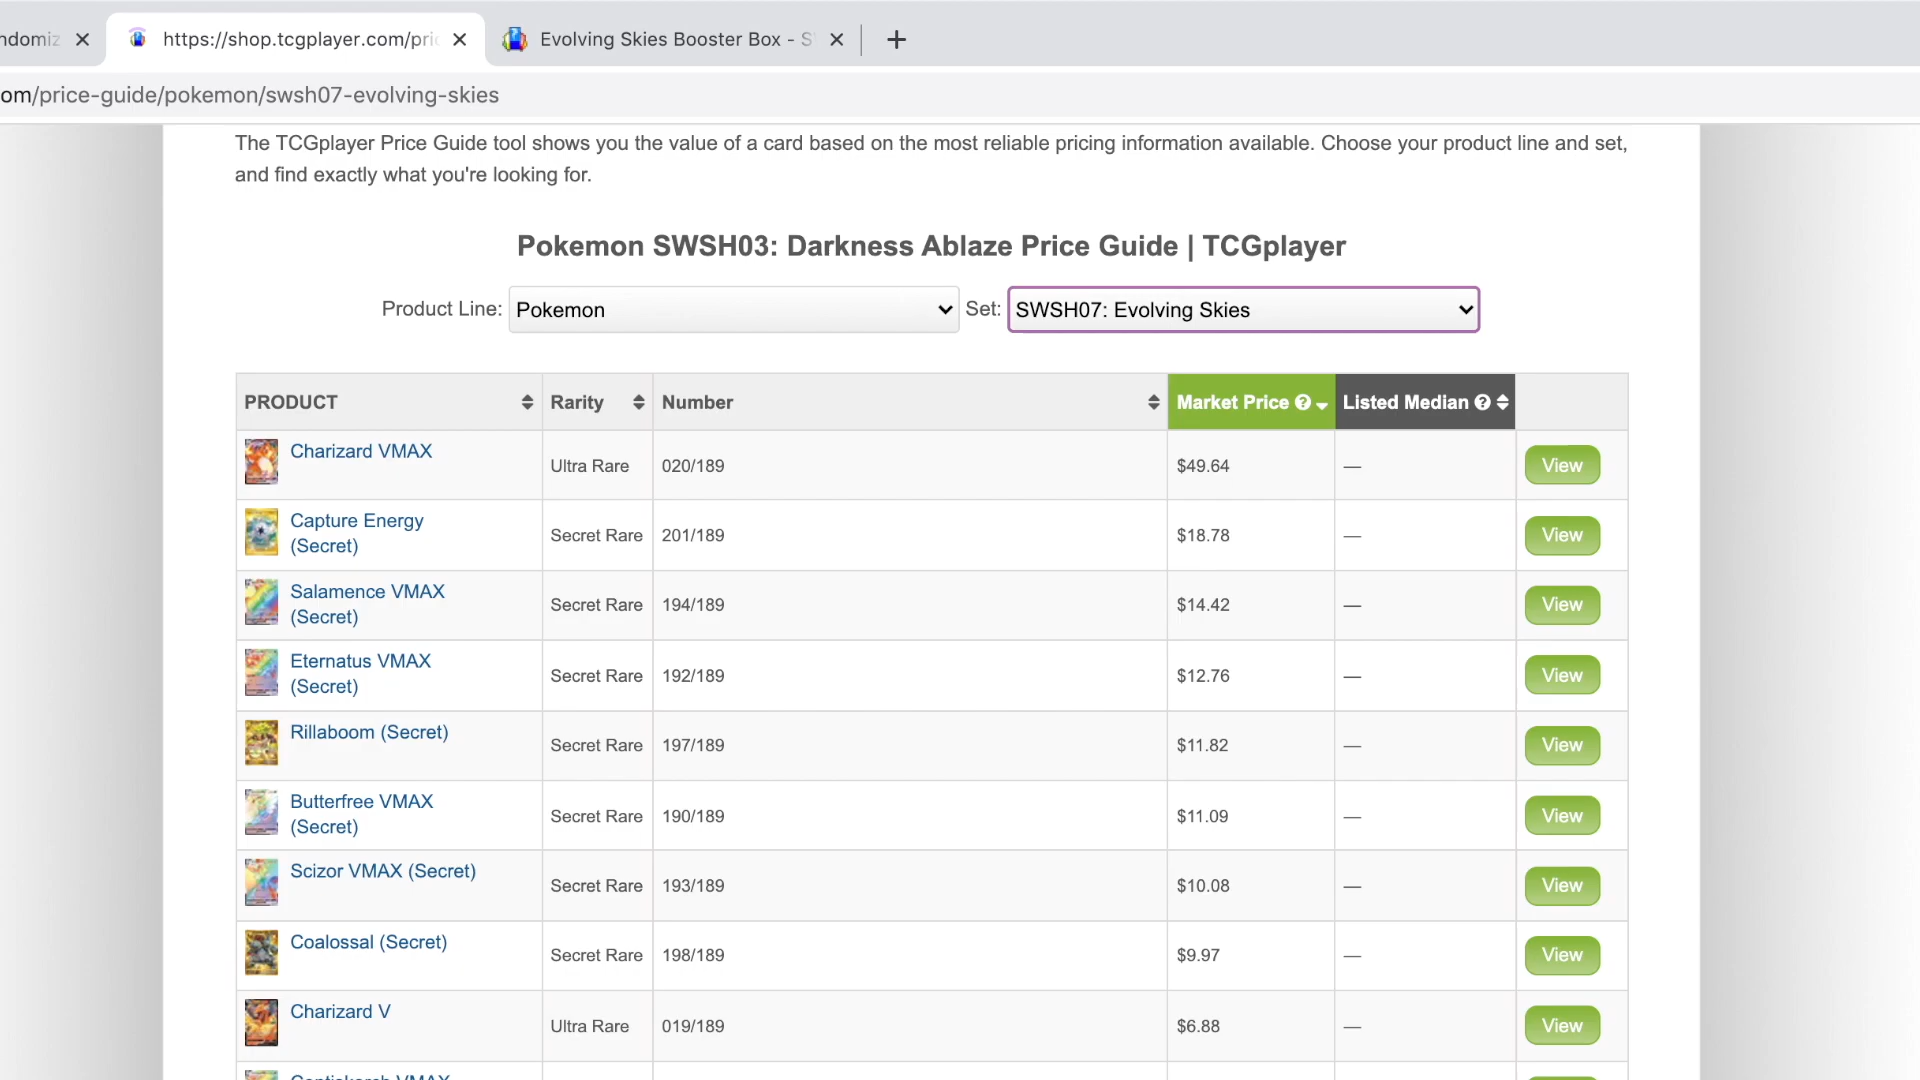 ndomiz
https://shop.tcgplayer.com/pric
Evolving Skies Booster Box - S
om/price-guide/pokemon/swsh07-evolving-skies
The TCGplayer Price Guide tool shows you the value of a card based on the most reliable pricing information available. Choose your product line and set,
and find exactly what you're looking for.
Pokemon SWSH03: Darkness Ablaze Price Guide | TCGplayer
Product Line: Pokemon Set: SWSH07: Evolving Skies
PRODUCT Rarity Number Market Price ? Listed Median ?
Charizard VMAX Ultra Rare 020/189 $49.64 — View
Capture Energy
(Secret) Secret Rare 201/189 $18.78 — View
Salamence VMAX
(Secret) Secret Rare 194/189 $14.42 — View
Eternatus VMAX
(Secret) Secret Rare 192/189 $12.76 — View
Rillaboom (Secret) Secret Rare 197/189 $11.82 — View
Butterfree VMAX
(Secret) Secret Rare 190/189 $11.09 — View
Scizor VMAX (Secret) Secret Rare 193/189 $10.08 — View
Coalossal (Secret) Secret Rare 198/189 $9.97 — View
Charizard V Ultra Rare 019/189 $6.88 — View